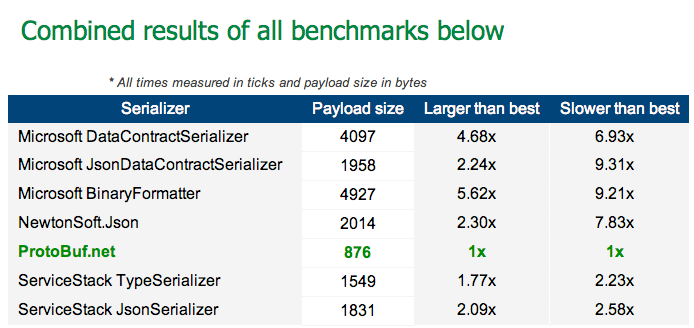 Combined results of all benchmarks below
* All times measured in ticks and payload size in bytes
Serializer Payload size Larger than best Slower than best
Microsoft DataContractSerializer 4097 4.68x 6.93x
Microsoft JsonDataContractSerializer 1958 2.24x 9.31x
Microsoft BinaryFormatter 4927 5.62x 9.21x
NewtonSoft.Json 2014 2.30x 7.83x
ProtoBuf.net 876 1x 1x
ServiceStack TypeSerializer 1549 1.77x 2.23x
ServiceStack JsonSerializer 1831 2.09x 2.58x